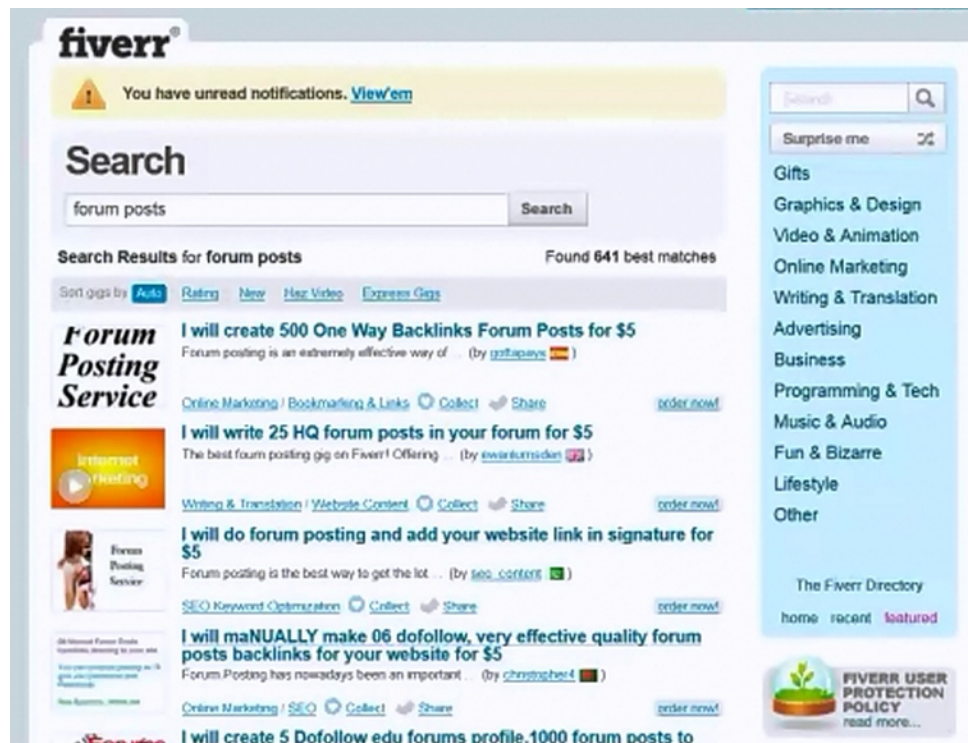 fiverr®
You have unread notifications. View'em
Search
forum posts
Search
Search Results for forum posts
Found 641 best matches
Sort gigs by Auto Rating New Haz Video Express Gigs
Forum
Posting
Service
I will create 500 One Way Backlinks Forum Posts for $5
Forum posting is an extremely effective way of ... (by gottapays )
Online Marketing / Bookmarking & Links Collect Share order now!
Internet
I will write 25 HQ forum posts in your forum for $5
The best fourm posting gig on Fiverr! Offering ... (by )
Writing & Translation / Website Content Collect Share order now!
Forum
Posting
Service
I will do forum posting and add your website link in signature for
$5
Forum posting is the best way to get the lot ... (by seo_content )
SEO Keyword Optimization Collect Share order now!
I will maNUALLY make 06 dofollow, very effective quality forum
posts backlinks for your website for $5
Forum Posting has nowadays been an important ... (by christopher4 )
Online Marketing / SEO Collect Share order now!
I will create 5 Dofollow edu forums profile,1000 forum posts to
Search
Surprise me
Gifts
Graphics & Design
Video & Animation
Online Marketing
Writing & Translation
Advertising
Business
Programming & Tech
Music & Audio
Fun & Bizarre
Lifestyle
Other
The Fiverr Directory
home recent featured
FIVERR USER
PROTECTION
POLICY
read more...